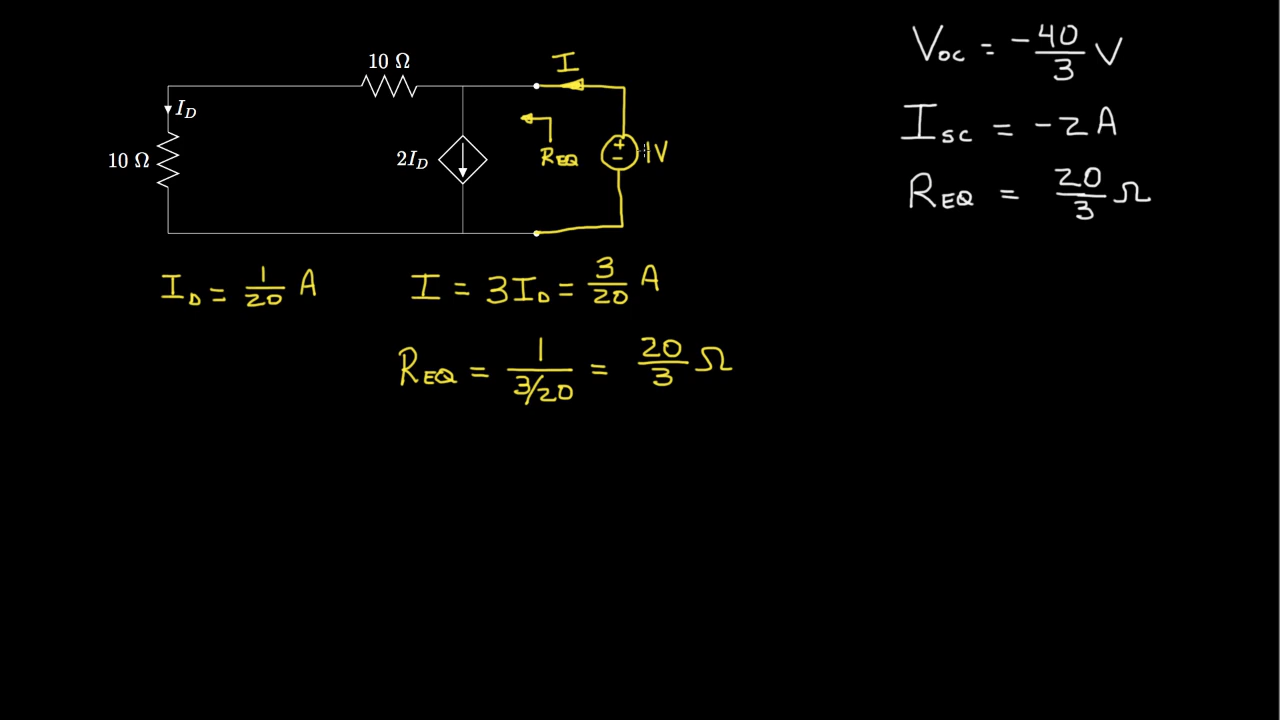 10 Ω
I
I_D
10 Ω
2I_D
R_EQ
+
−
1V
V_OC = -40/3 V
I_SC = -2A
R_EQ = 20/3 Ω
I_D = 1/20 A
I = 3I_D = 3/20 A
R_EQ = 1/(3/20) = 20/3 Ω